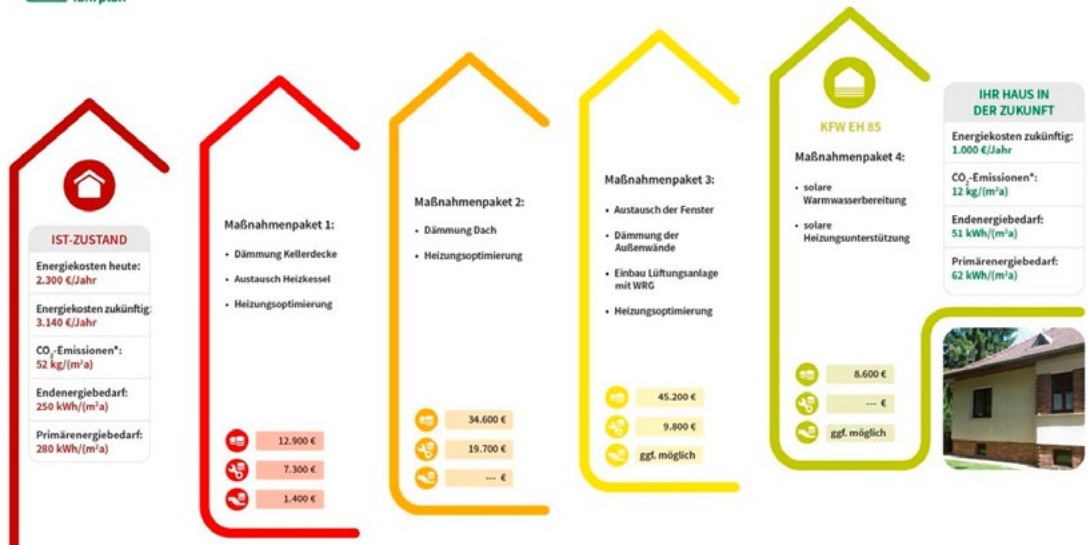 fahrplan
IST-ZUSTAND
Energiekosten heute:
2.300 €/Jahr
Energiekosten zukünftig:
3.140 €/Jahr
CO₂-Emissionen*:
52 kg/(m²a)
Endenergiebedarf:
250 kWh/(m²a)
Primärenergiebedarf:
280 kWh/(m²a)
Maßnahmenpaket 1:
• Dämmung Kellerdecke
• Austausch Heizkessel
• Heizungsoptimierung
12.900 €
7.300 €
1.400 €
Maßnahmenpaket 2:
• Dämmung Dach
• Heizungsoptimierung
34.600 €
19.700 €
--- €
Maßnahmenpaket 3:
• Austausch der Fenster
• Dämmung der
Außenwände
• Einbau Lüftungsanlage
mit WRG
• Heizungsoptimierung
45.200 €
9.800 €
ggf. möglich
KFW EH 85
Maßnahmenpaket 4:
• solare
Warmwasserbereitung
• solare
Heizungsunterstützung
8.600 €
--- €
ggf. möglich
IHR HAUS IN
DER ZUKUNFT
Energiekosten zukünftig:
1.000 €/Jahr
CO₂-Emissionen*:
12 kg/(m²a)
Endenergiebedarf:
51 kWh/(m²a)
Primärenergiebedarf:
62 kWh/(m²a)